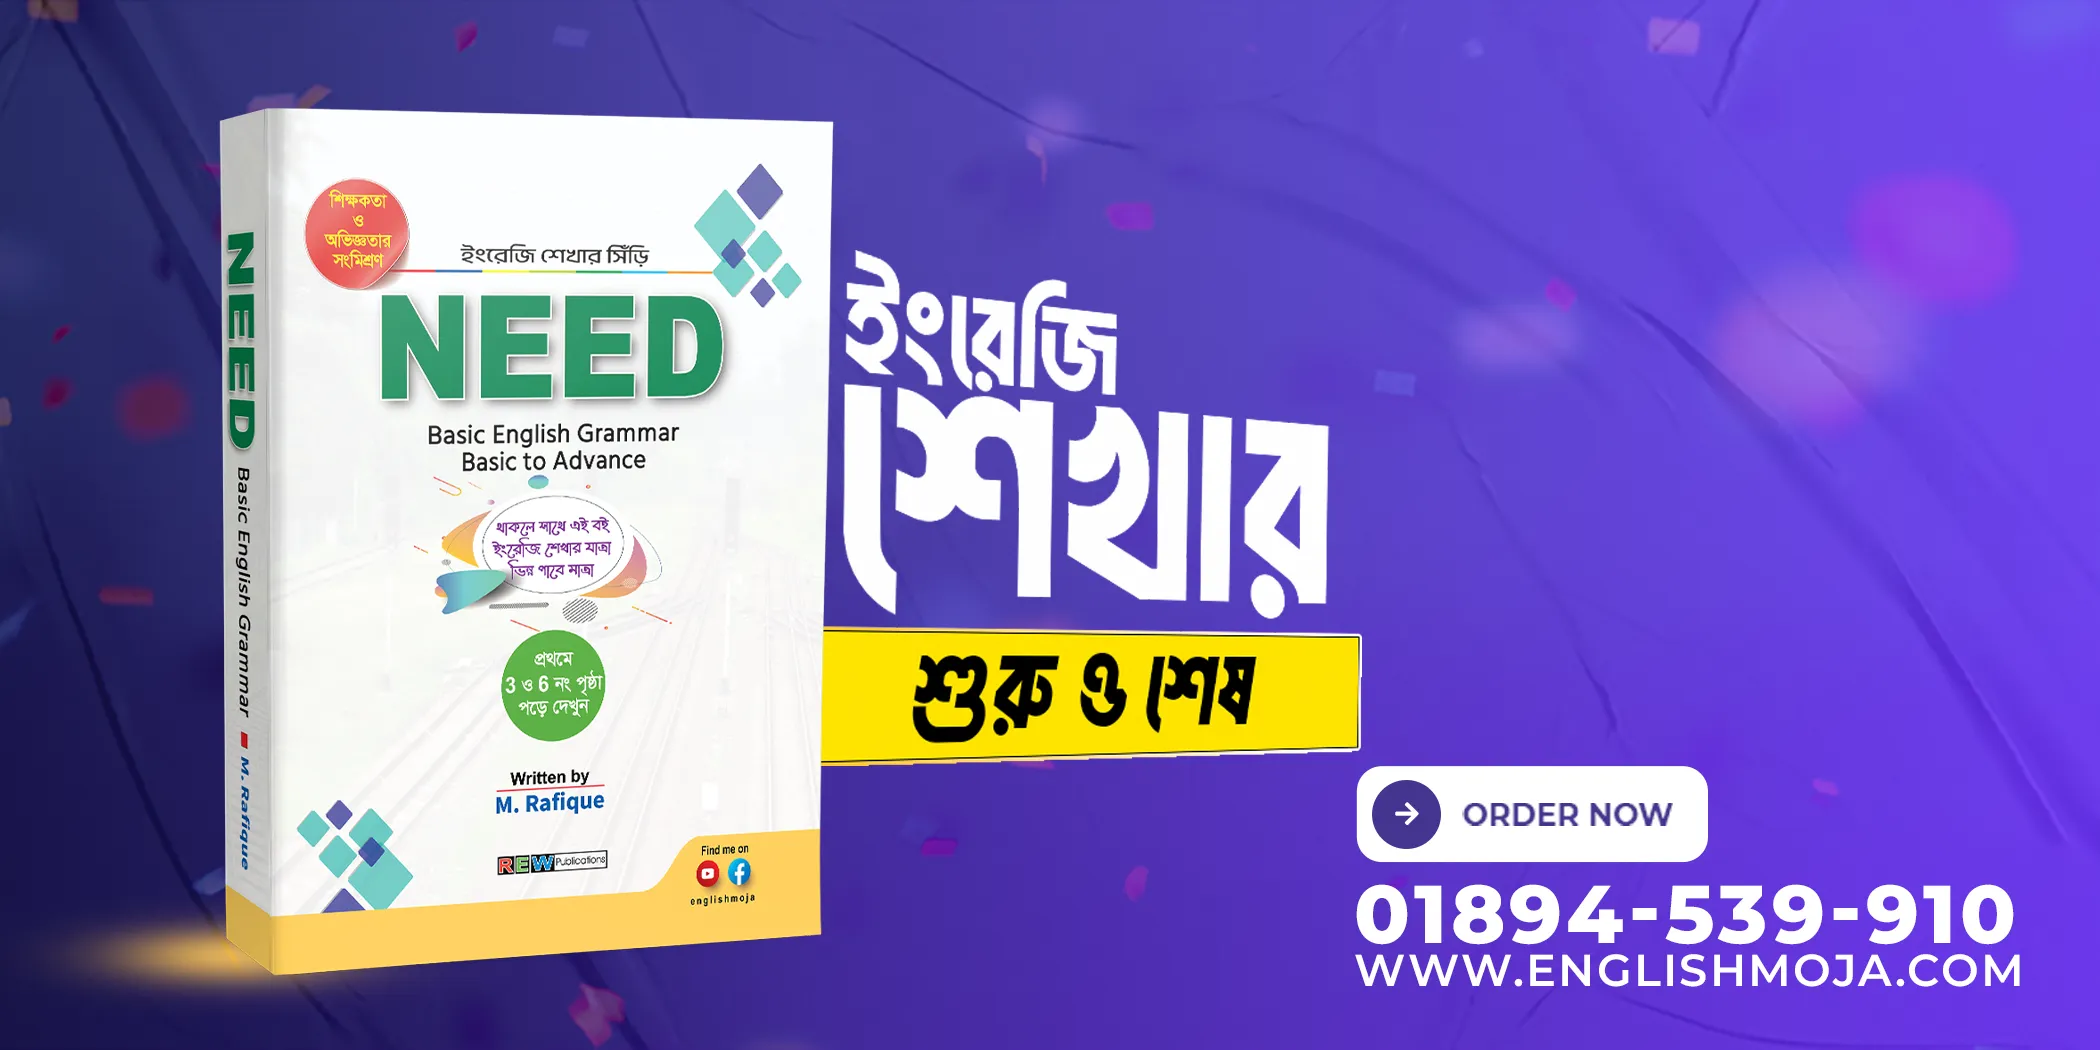 NEED Basic English Grammar M. Rafique
শিক্ষকতা
ও
অভিজ্ঞতার
সংমিশ্রণ
ইংরেজি শেখার সিঁড়ি
NEED
Basic English Grammar
Basic to Advance
থাকলে সাথে এই বই
ইংরেজি শেখার যাত্রা
ভিন্ন পাবে মাত্রা
প্রথমে
3 ও 6 নং পৃষ্ঠা
পড়ে দেখুন
Written by
M. Rafique
REW Publications
Find me on
englishmoja
ইংরেজি
শেখার
শুরু ও শেষ
ORDER NOW
01894-539-910
WWW.ENGLISHMOJA.COM